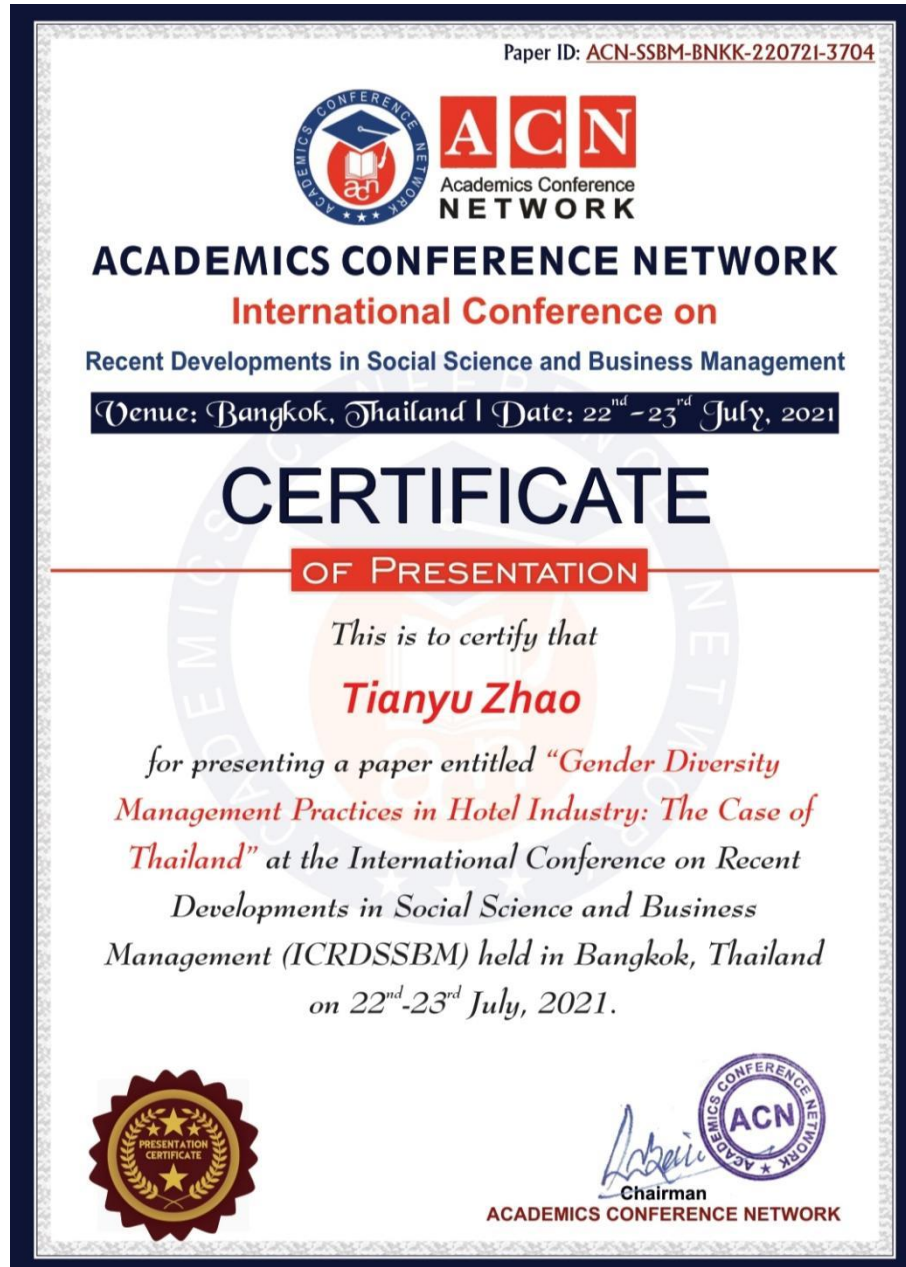 Paper ID: ACN-SSBM-BNKK-220721-3704
ACADEMICS CONFERENCE NETWORK
acn
ACN
Academics Conference
NETWORK
ACADEMICS CONFERENCE NETWORK
International Conference on
Recent Developments in Social Science and Business Management
Venue: Bangkok, Thailand | Date: 22nd-23rd July, 2021
CERTIFICATE
OF PRESENTATION
This is to certify that
Tianyu Zhao
for presenting a paper entitled “Gender Diversity
Management Practices in Hotel Industry: The Case of
Thailand” at the International Conference on Recent
Developments in Social Science and Business
Management (ICRDSSBM) held in Bangkok, Thailand
on 22nd-23rd July, 2021.
PRESENTATION
CERTIFICATE
ACADEMICS CONFERENCE NETWORK
ACN
Chairman
ACADEMICS CONFERENCE NETWORK